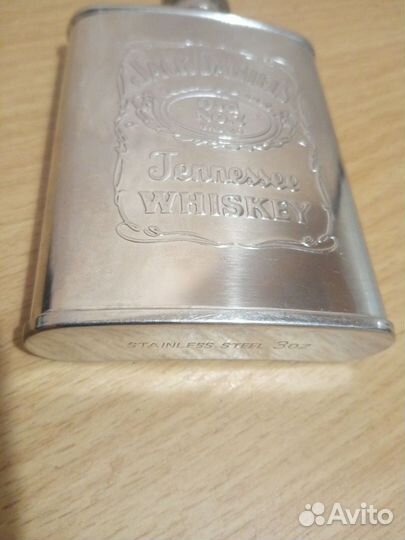 JACK DANIEL'S
OLD
NO.7
Tennessee
WHISKEY
STAINLESS STEEL 3oz
Avito